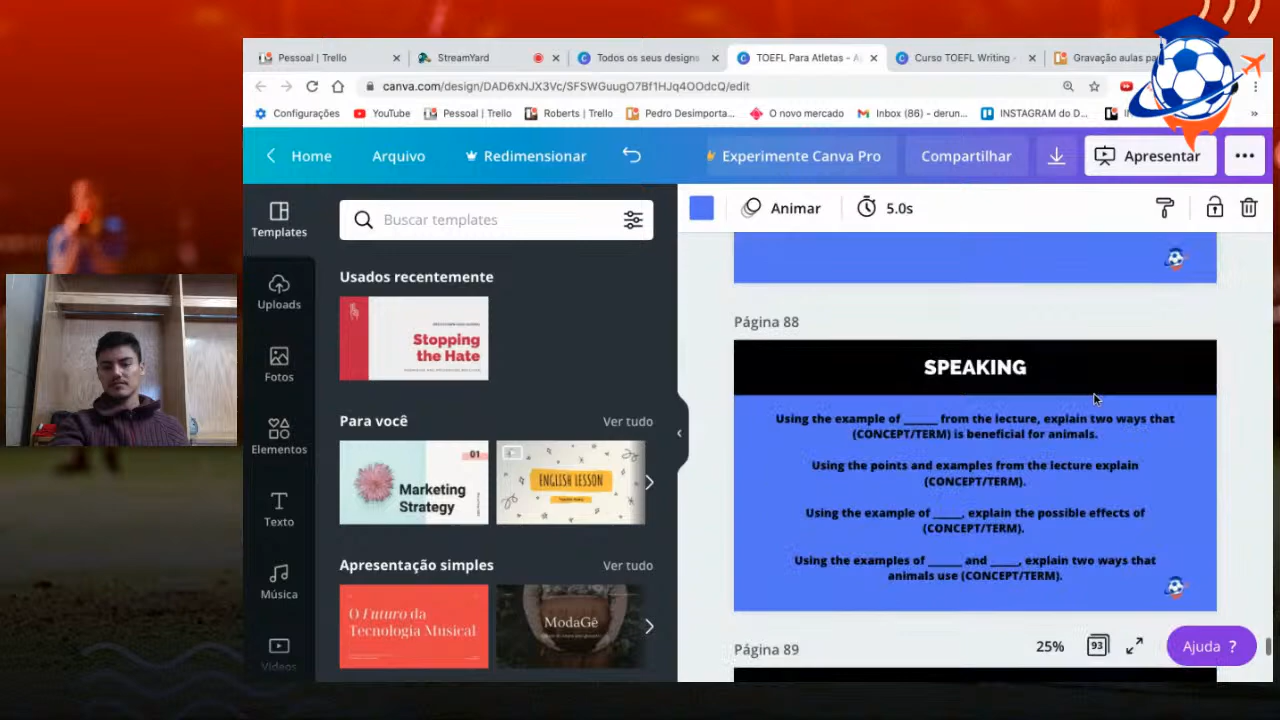 Pessoal | Trello
StreamYard
Todos os seus designs
TOEFL Para Atletas - A
Curso TOEFL Writing -
Gravação aulas pa
canva.com/design/DAD6xNJX3Vc/SFSWGuugO7Bf1HJq4OOdcQ/edit
Configurações
YouTube
Pessoal | Trello
Roberts | Trello
Pedro Desimporta...
O novo mercado
Inbox (86) - derun...
INSTAGRAM do D...
Home
Arquivo
Redimensionar
Experimente Canva Pro
Compartilhar
Apresentar
Templates
Uploads
Fotos
Elementos
Texto
Música
Vídeos
Buscar templates
Usados recentemente
Stopping
the Hate
Para você
Ver tudo
01
Marketing
Strategy
ENGLISH LESSON
Apresentação simples
Ver tudo
O Futuro da
Tecnologia Musical
ModaGê
Animar
5.0s
Página 88
SPEAKING
Using the example of ______ from the lecture, explain two ways that
(CONCEPT/TERM) is beneficial for animals.
Using the points and examples from the lecture explain
(CONCEPT/TERM).
Using the example of _____, explain the possible effects of
(CONCEPT/TERM).
Using the examples of ______ and _____, explain two ways that
animals use (CONCEPT/TERM).
Página 89
25%
93
Ajuda ?